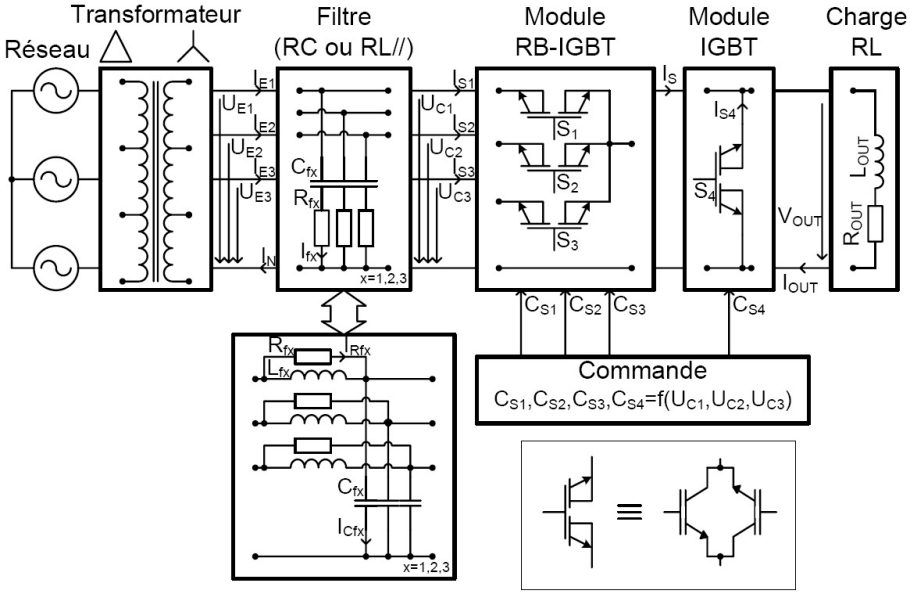 Réseau
Transformateur
Filtre
(RC ou RL//)
Module
RB-IGBT
Module
IGBT
Charge
RL
I_E1
U_E1
I_E2
U_E2
I_E3
U_E3
I_N
C_fx
R_fx
I_fx
x=1,2,3
I_S1
U_C1
I_S2
U_C2
I_S3
U_C3
S_1
S_2
S_3
I_S
I_S4
S_4
V_OUT
I_OUT
L_OUT
R_OUT
C_S1
C_S2
C_S3
C_S4
Commande
C_S1,C_S2,C_S3,C_S4=f(U_C1,U_C2,U_C3)
R_fx
I_Rfx
L_fx
C_fx
I_Cfx
x=1,2,3
≡